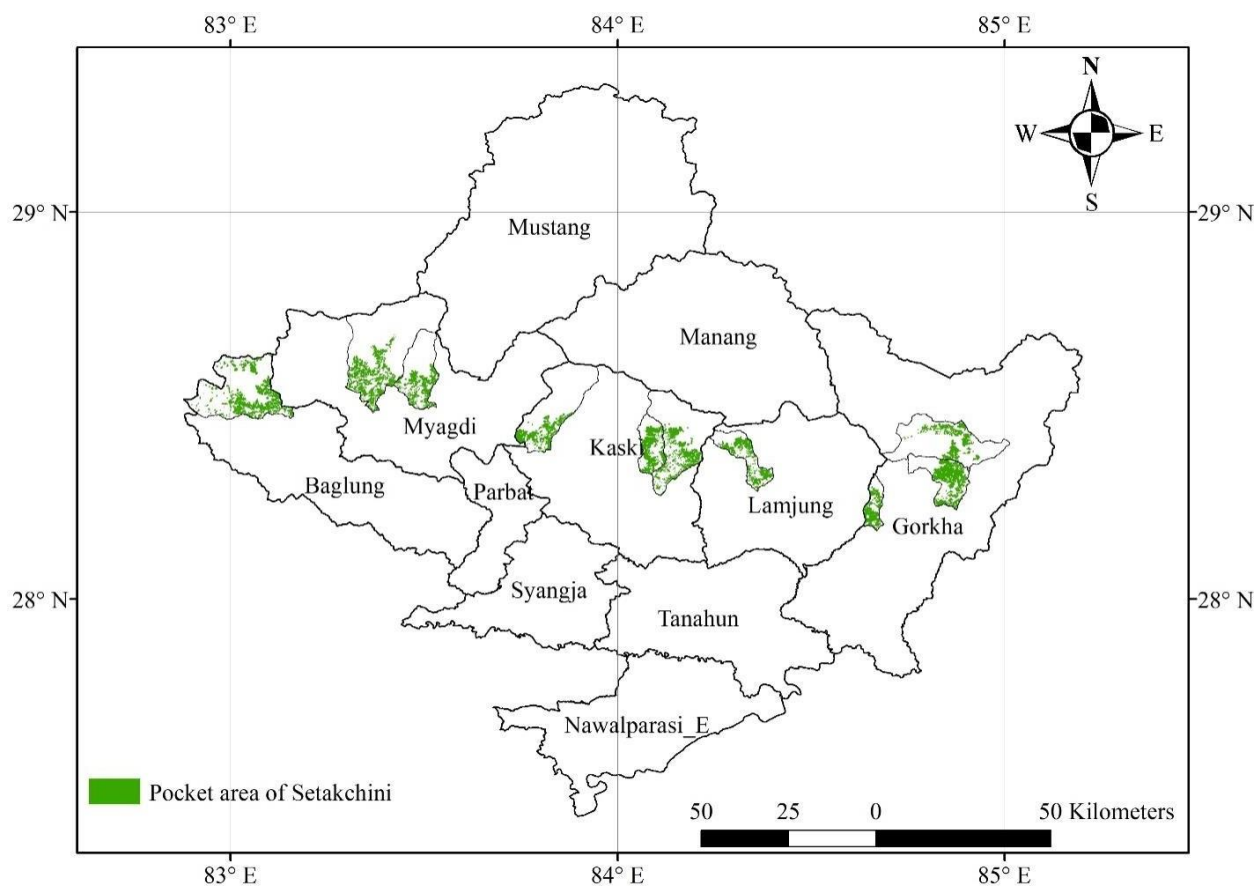 83° E 84° E 85° E
N
W E
S
29° N 29° N
Mustang
Manang
Myagdi
Kaski
Baglung
Parbat
Lamjung
Gorkha
Syangja
28° N 28° N
Tanahun
Nawalparasi_E
Pocket area of Setakchini
50 25 0 50 Kilometers
83° E 84° E 85° E